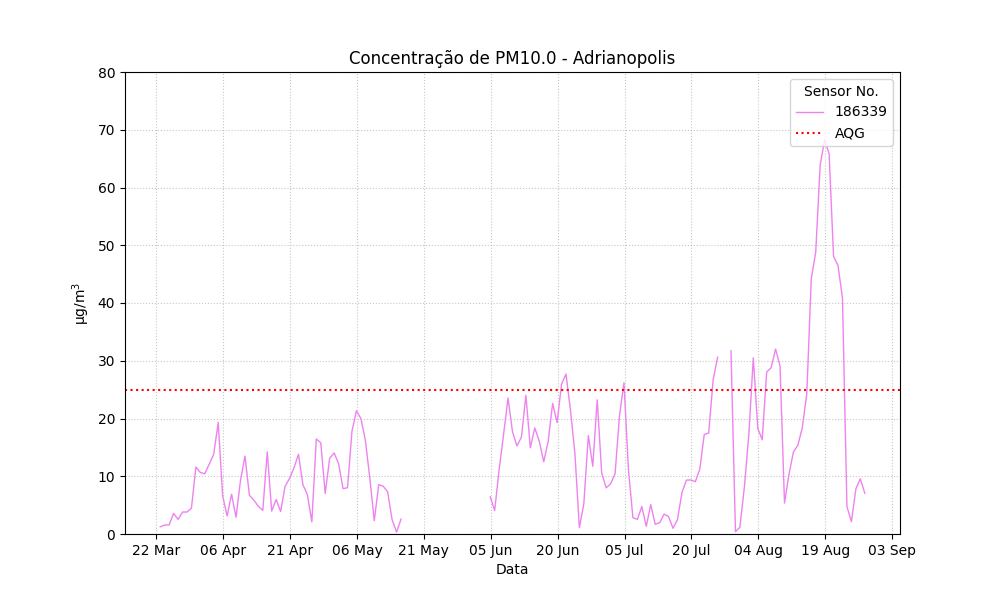 Concentração de PM10.0 - Adrianopolis
Sensor No.
186339
AQG
80
70
60
50
40
30
20
10
0
µg/m³
22 Mar
06 Apr
21 Apr
06 May
21 May
05 Jun
20 Jun
05 Jul
20 Jul
04 Aug
19 Aug
03 Sep
Data